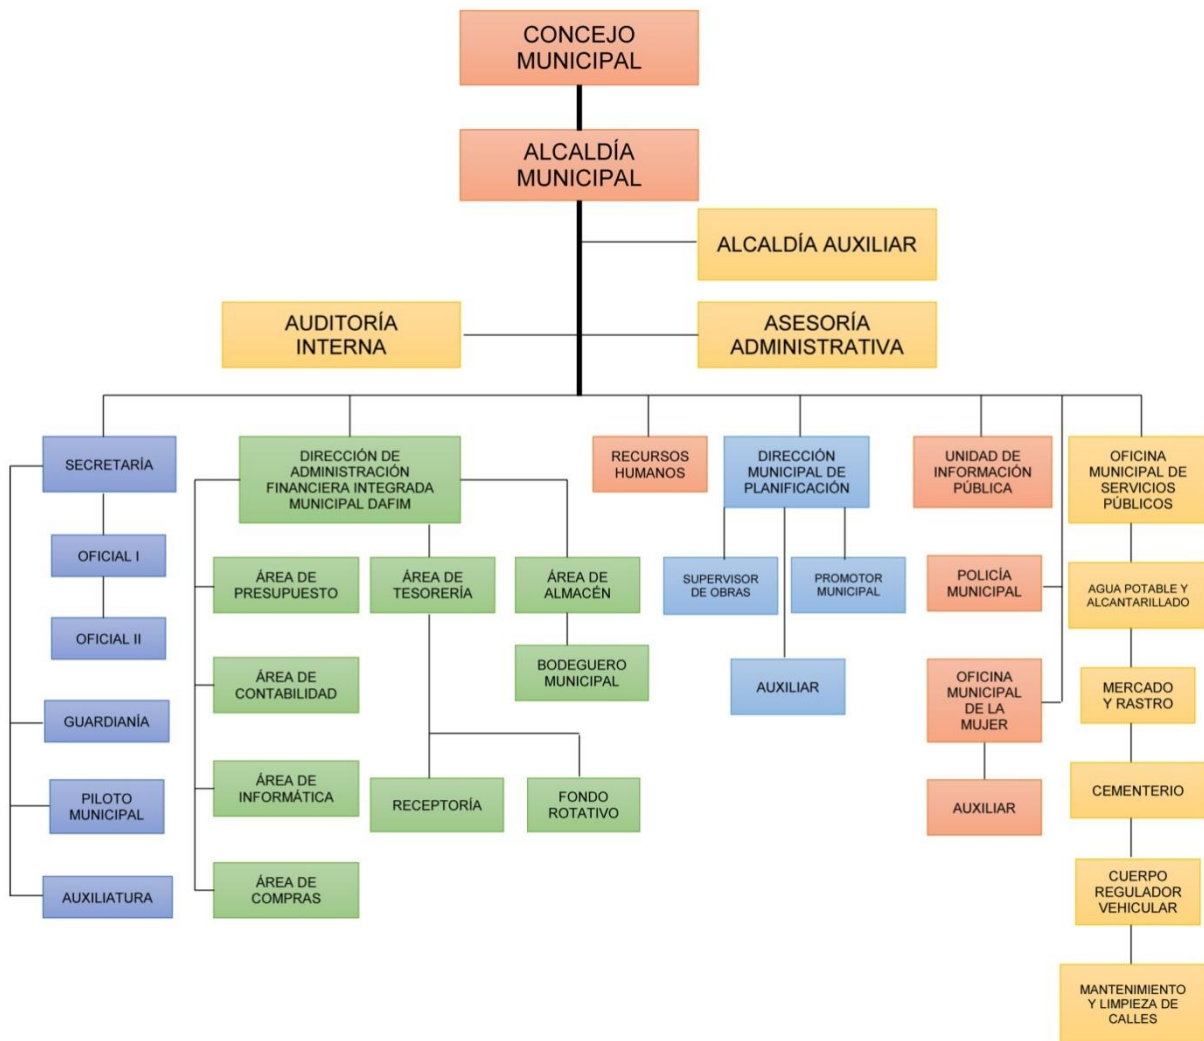 CONCEJO
MUNICIPAL
ALCALDÍA
MUNICIPAL
ALCALDÍA AUXILIAR
AUDITORÍA
INTERNA
ASESORÍA
ADMINISTRATIVA
SECRETARÍA
OFICIAL I
OFICIAL II
GUARDIANÍA
PILOTO
MUNICIPAL
AUXILIATURA
DIRECCIÓN DE
ADMINISTRACIÓN
FINANCIERA INTEGRADA
MUNICIPAL DAFIM
ÁREA DE
PRESUPUESTO
ÁREA DE
CONTABILIDAD
ÁREA DE
INFORMÁTICA
ÁREA DE
COMPRAS
ÁREA DE
TESORERÍA
RECEPTORÍA
FONDO
ROTATIVO
ÁREA DE
ALMACÉN
BODEGUERO
MUNICIPAL
RECURSOS
HUMANOS
DIRECCIÓN
MUNICIPAL DE
PLANIFICACIÓN
SUPERVISOR
DE OBRAS
PROMOTOR
MUNICIPAL
AUXILIAR
UNIDAD DE
INFORMACIÓN
PÚBLICA
POLICÍA
MUNICIPAL
OFICINA
MUNICIPAL
DE LA
MUJER
AUXILIAR
OFICINA
MUNICIPAL DE
SERVICIOS
PÚBLICOS
AGUA POTABLE Y
ALCANTARILLADO
MERCADO
Y RASTRO
CEMENTERIO
CUERPO
REGULADOR
VEHICULAR
MANTENIMIENTO
Y LIMPIEZA DE
CALLES